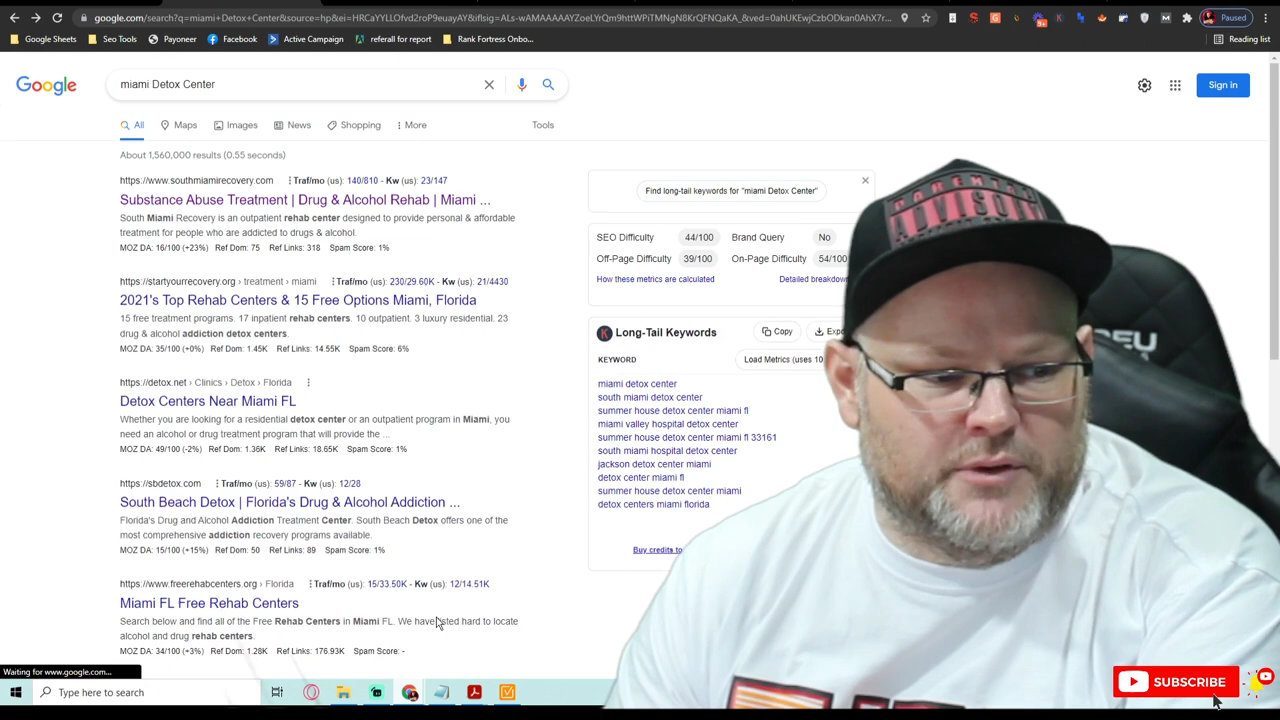 google.com/search?q=miami+Detox+Center&source=hp&ei=
Paused
Google Sheets
SEO Tools
Payoneer
Facebook
Active Campaign
referall for report
Rank Fortress Onbo...
Reading list
Google
miami Detox Center
Sign in
All
Maps
Images
News
Shopping
More
Tools
About 1,560,000 results (0.55 seconds)
https://www.southmiamirecovery.com Traf/mo (us): 140/810 - Kw (us): 23/147
Substance Abuse Treatment | Drug & Alcohol Rehab | Miami ...
South Miami Recovery is an outpatient rehab center designed to provide personal & affordable
treatment for people who are addicted to drugs & alcohol.
MOZ DA: 16/100 (+23%) Ref Dom: 75 Ref Links: 318 Spam Score: 1%
https://startyourrecovery.org › treatment › miami Traf/mo (us): 230/29.60K - Kw (us): 21/4430
2021's Top Rehab Centers & 15 Free Options Miami, Florida
15 free treatment programs. 17 inpatient rehab centers. 10 outpatient. 3 luxury residential. 23
drug & alcohol addiction detox centers.
MOZ DA: 35/100 (+0%) Ref Dom: 1.45K Ref Links: 14.55K Spam Score: 6%
https://detox.net › Clinics › Detox › Florida
Detox Centers Near Miami FL
Whether you are looking for a residential detox center or an outpatient program in Miami, you
need an alcohol or drug treatment program that will provide the ...
MOZ DA: 49/100 (-2%) Ref Dom: 1.36K Ref Links: 18.65K Spam Score: 1%
https://sbdetox.com Traf/mo (us): 59/87 - Kw (us): 12/28
South Beach Detox | Florida's Drug & Alcohol Addiction ...
Florida's Drug and Alcohol Addiction Treatment Center. South Beach Detox offers one of the
most comprehensive addiction recovery programs available.
MOZ DA: 15/100 (+15%) Ref Dom: 50 Ref Links: 89 Spam Score: 1%
https://www.freerehabcenters.org › Florida Traf/mo (us): 15/33.50K - Kw (us): 12/14.51K
Miami FL Free Rehab Centers
Search below and find all of the Free Rehab Centers in Miami FL. We have listed hard to locate
alcohol and drug rehab centers.
MOZ DA: 34/100 (+3%) Ref Dom: 1.28K Ref Links: 176.93K Spam Score: -
Find long-tail keywords for "miami Detox Center"
SEO Difficulty 44/100 Brand Query No
Off-Page Difficulty 39/100 On-Page Difficulty 54/100
How these metrics are calculated Detailed breakdown
Long-Tail Keywords
Copy
Expo
KEYWORD
Load Metrics (uses 10
miami detox center
south miami detox center
summer house detox center miami fl
miami valley hospital detox center
summer house detox center miami fl 33161
south miami hospital detox center
jackson detox center miami
detox center miami fl
summer house detox center miami
detox centers miami florida
Buy credits to
PARENTAL
ADVISORY
Waiting for www.google.com...
Type here to search
SUBSCRIBE